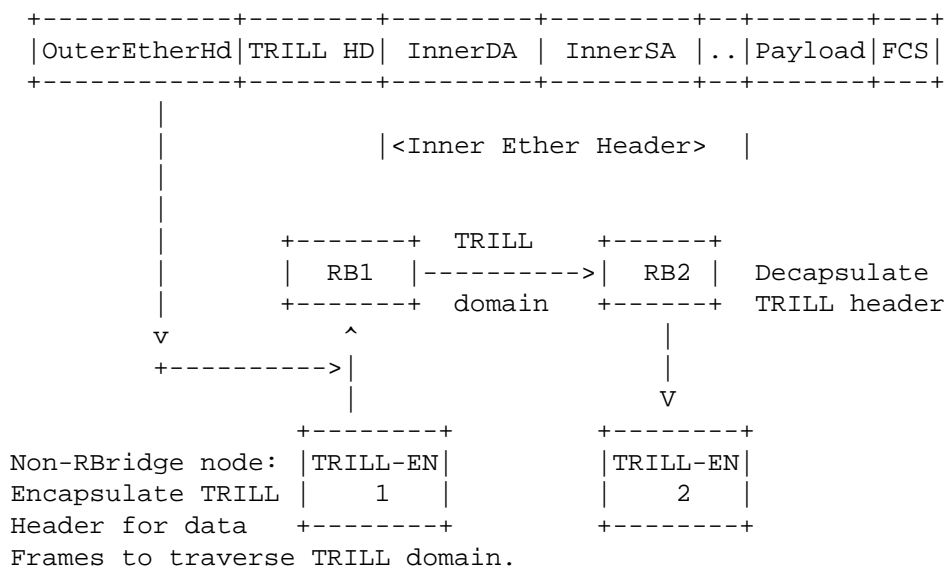 |OuterEtherHd|TRILL HD| InnerDA | InnerSA |..|Payload|FCS|
|<Inner Ether Header> |
TRILL
| RB1 |---------->| RB2 | Decapsulate
domain TRILL header
v ^
V
Non-RBridge node: |TRILL-EN| |TRILL-EN|
Encapsulate TRILL | 1 | | 2 |
Header for data
Frames to traverse TRILL domain.